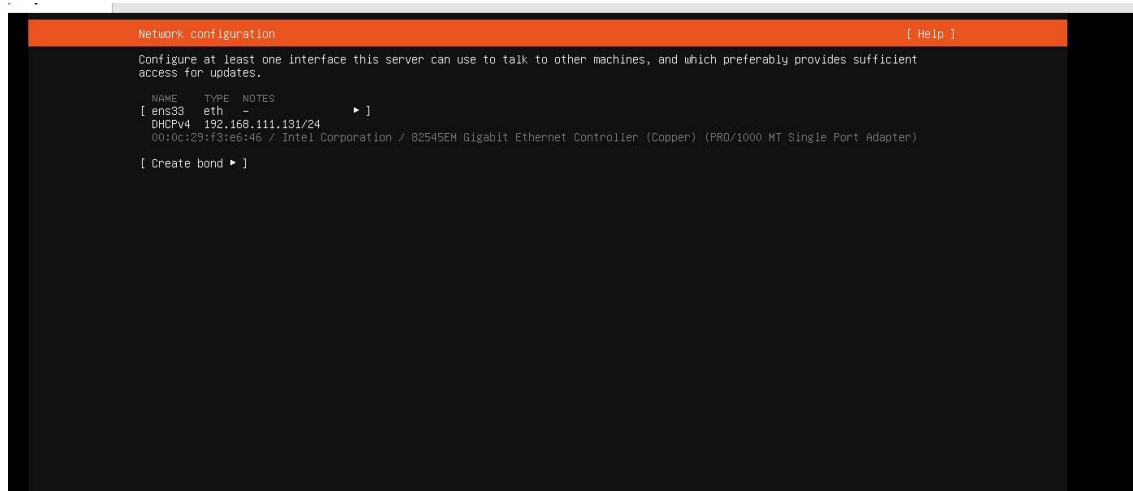 Network configuration [ Help ]
Configure at least one interface this server can use to talk to other machines, and which preferably provides sufficient
access for updates.
NAME TYPE NOTES
[ ens33 eth - ▸ ]
DHCPv4 192.168.111.131/24
00:0c:29:f3:e6:46 / Intel Corporation / 82545EM Gigabit Ethernet Controller (Copper) (PRO/1000 MT Single Port Adapter)
[ Create bond ▸ ]